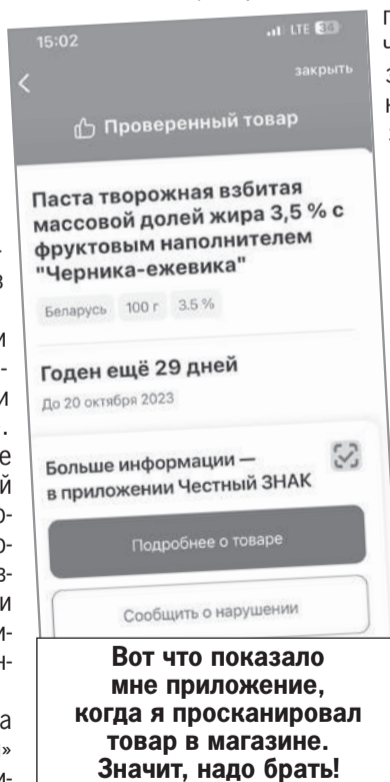 15:02
LTE 34
закрыть
Проверенный товар
Паста творожная взбитая
массовой долей жира 3,5 % с
фруктовым наполнителем
"Черника-ежевика"
Беларусь 100 г 3.5 %
Годен ещё 29 дней
До 20 октября 2023
Больше информации —
в приложении Честный ЗНАК
Подробнее о товаре
Сообщить о нарушении
Вот что показало
мне приложение,
когда я просканировал
товар в магазине.
Значит, надо брать!